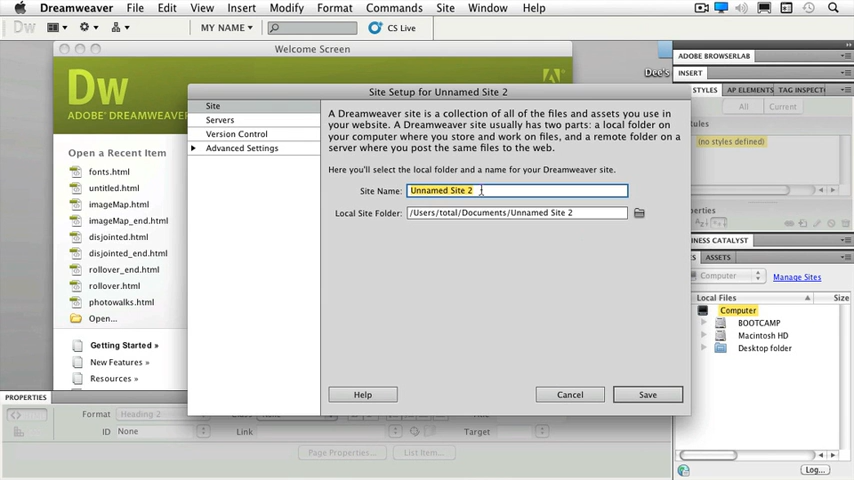 Dreamweaver File Edit View Insert Modify Format Commands Site Window Help
Dw MY NAME CS Live
Welcome Screen
Dee's
ADOBE BROWSERLAB
INSERT
STYLES AP ELEMENTS TAG INSPECT
All Current
Rules
(no styles defined)
Properties
INESS CATALYST
ES ASSETS
Computer Manage Sites
Local Files Size
Computer
BOOTCAMP
Macintosh HD
Desktop folder
Log...
Dw
ADOBE® DREAMWEAVER
Open a Recent Item
fonts.html
untitled.html
imageMap.html
imageMap_end.html
disjointed.html
disjointed_end.html
rollover_end.html
rollover.html
photowalks.html
Open...
Getting Started »
New Features »
Resources »
Site Setup for Unnamed Site 2
Site
Servers
Version Control
Advanced Settings
A Dreamweaver site is a collection of all of the files and assets you use in
your website. A Dreamweaver site usually has two parts: a local folder on
your computer where you store and work on files, and a remote folder on a
server where you post the same files to the web.
Here you'll select the local folder and a name for your Dreamweaver site.
Site Name: Unnamed Site 2
Local Site Folder: /Users/total/Documents/Unnamed Site 2
Help Cancel Save
PROPERTIES
Format Heading 2 Class None Title
ID None Link Target
Page Properties... List Item...